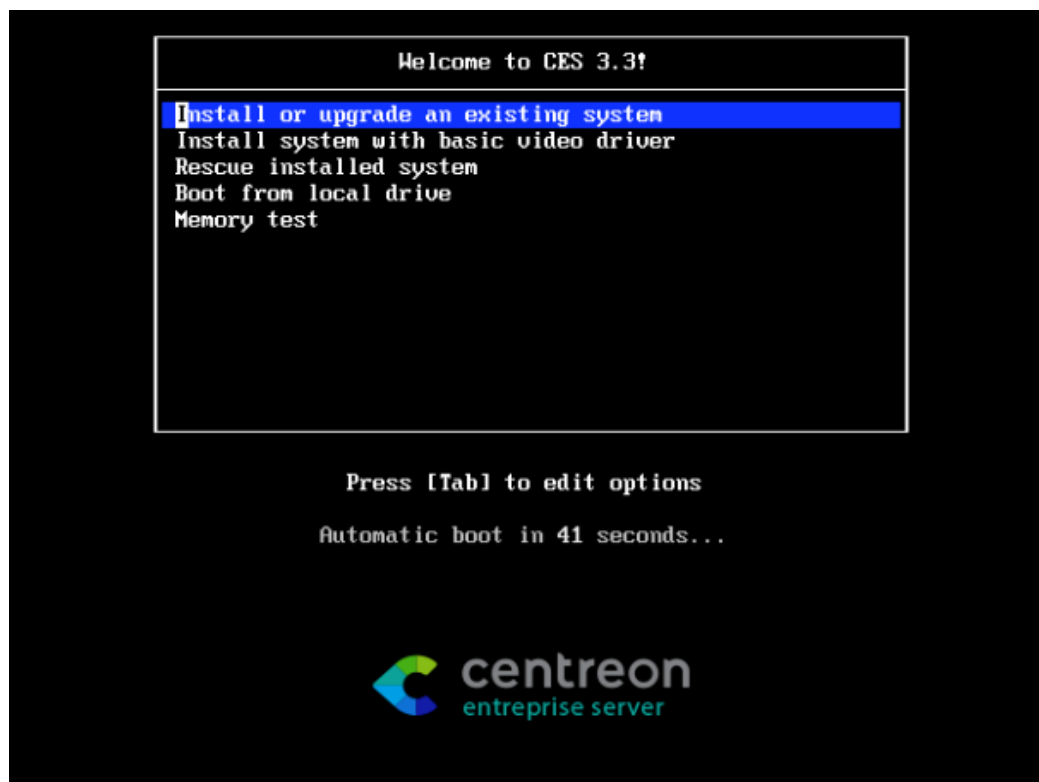 Welcome to CES 3.3!
Install or upgrade an existing system
Install system with basic video driver
Rescue installed system
Boot from local drive
Memory test
Press [Tab] to edit options
Automatic boot in 41 seconds...
centreon
entreprise server